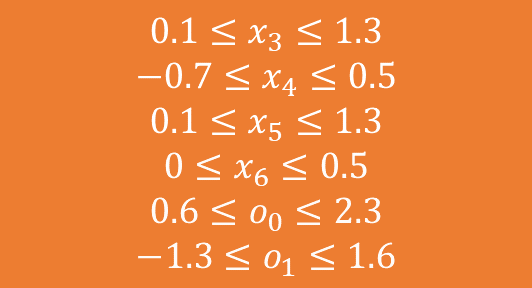 0.1 ≤ x₃ ≤ 1.3
−0.7 ≤ x₄ ≤ 0.5
0.1 ≤ x₅ ≤ 1.3
0 ≤ x₆ ≤ 0.5
0.6 ≤ o₀ ≤ 2.3
−1.3 ≤ o₁ ≤ 1.6